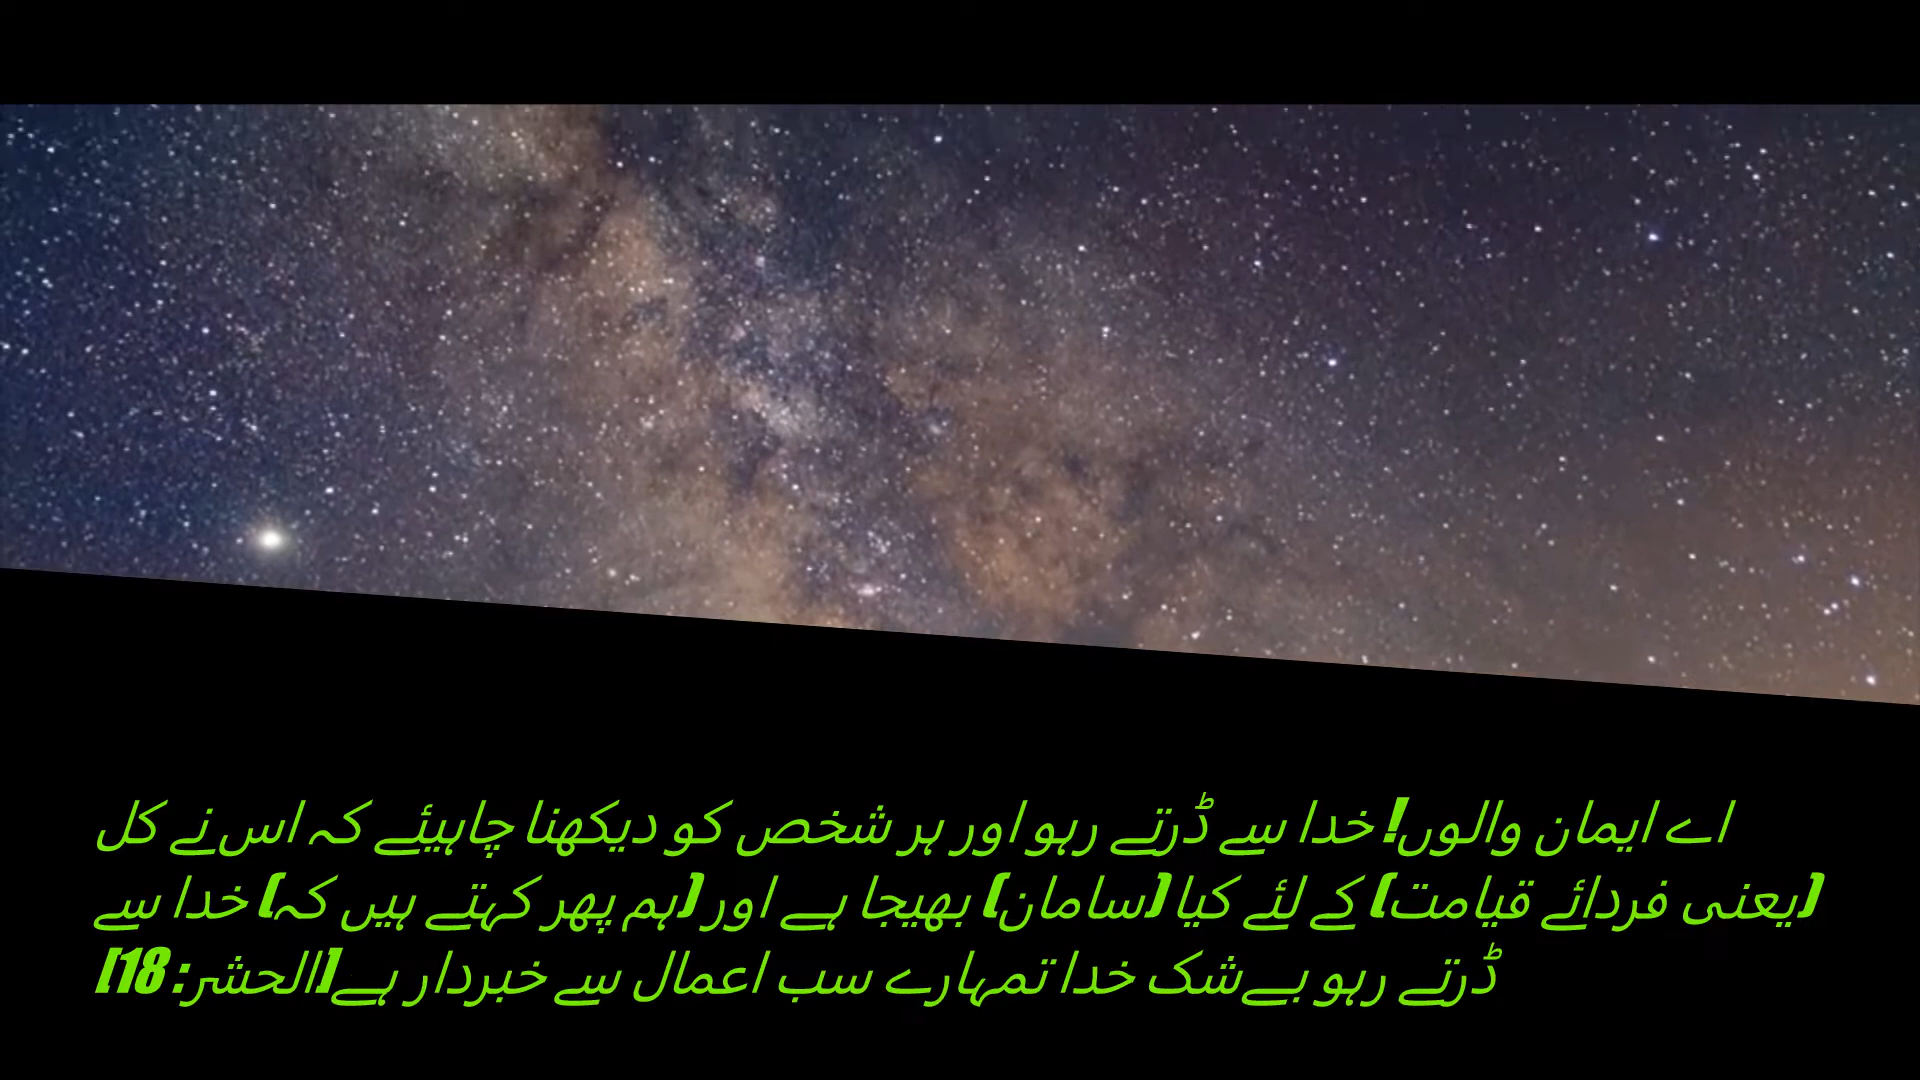 اے ایمان والوں! خدا سے ڈرتے رہو اور ہر شخص کو دیکھنا چاہیئے کہ اس نے کل
(یعنی فردائے قیامت) کے لئے کیا (سامان) بھیجا ہے اور (ہم پھر کہتے ہیں کہ) خدا سے
ڈرتے رہو بےشک خدا تمہارے سب اعمال سے خبردار ہے[الحشر: 18]